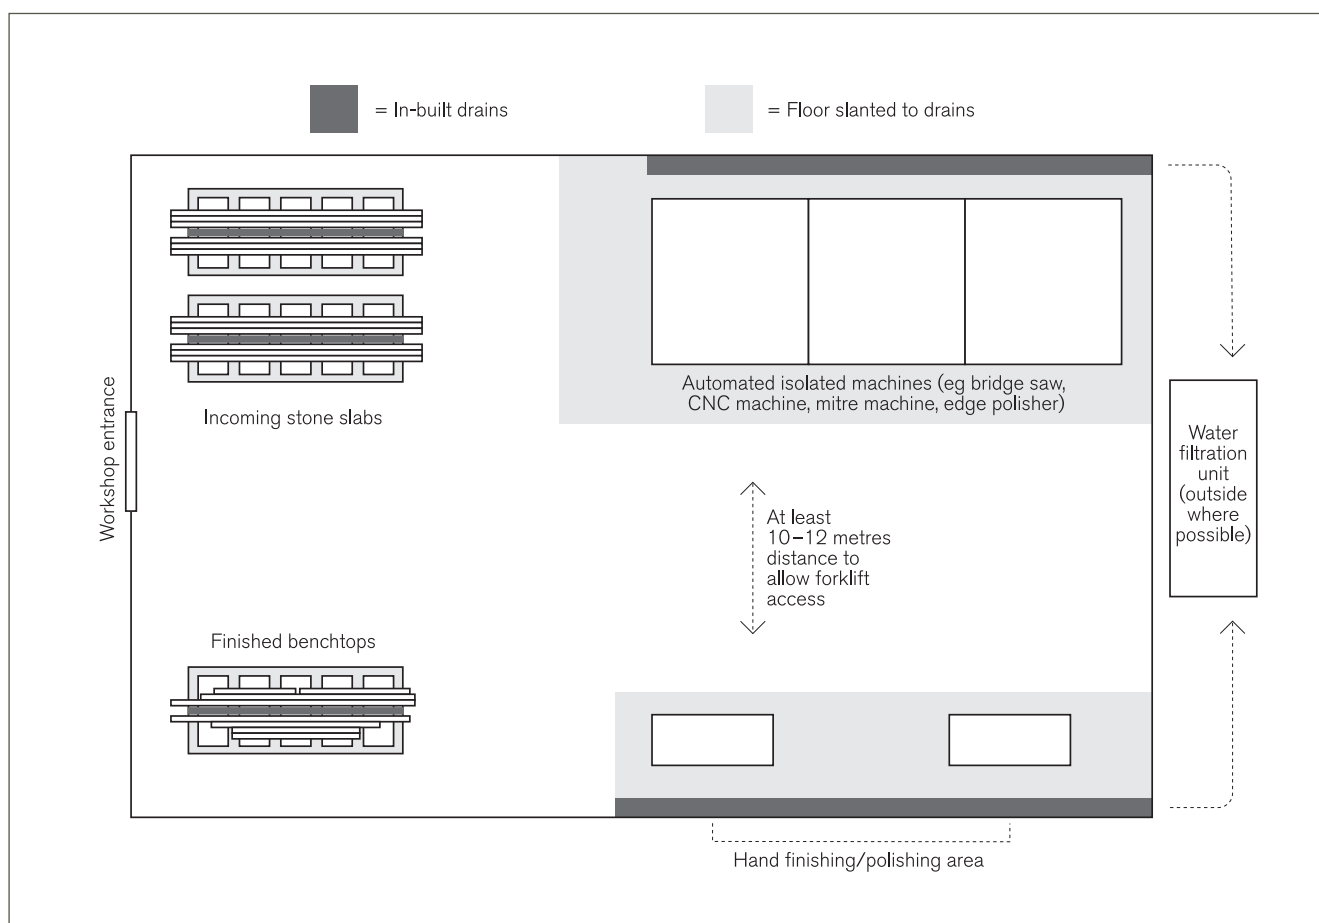 = In-built drains
= Floor slanted to drains
Incoming stone slabs
Workshop entrance
Automated isolated machines (eg bridge saw,
CNC machine, mitre machine, edge polisher)
Water
filtration
unit
(outside
where
possible)
At least
10–12 metres
distance to
allow forklift
access
Finished benchtops
Hand finishing/polishing area